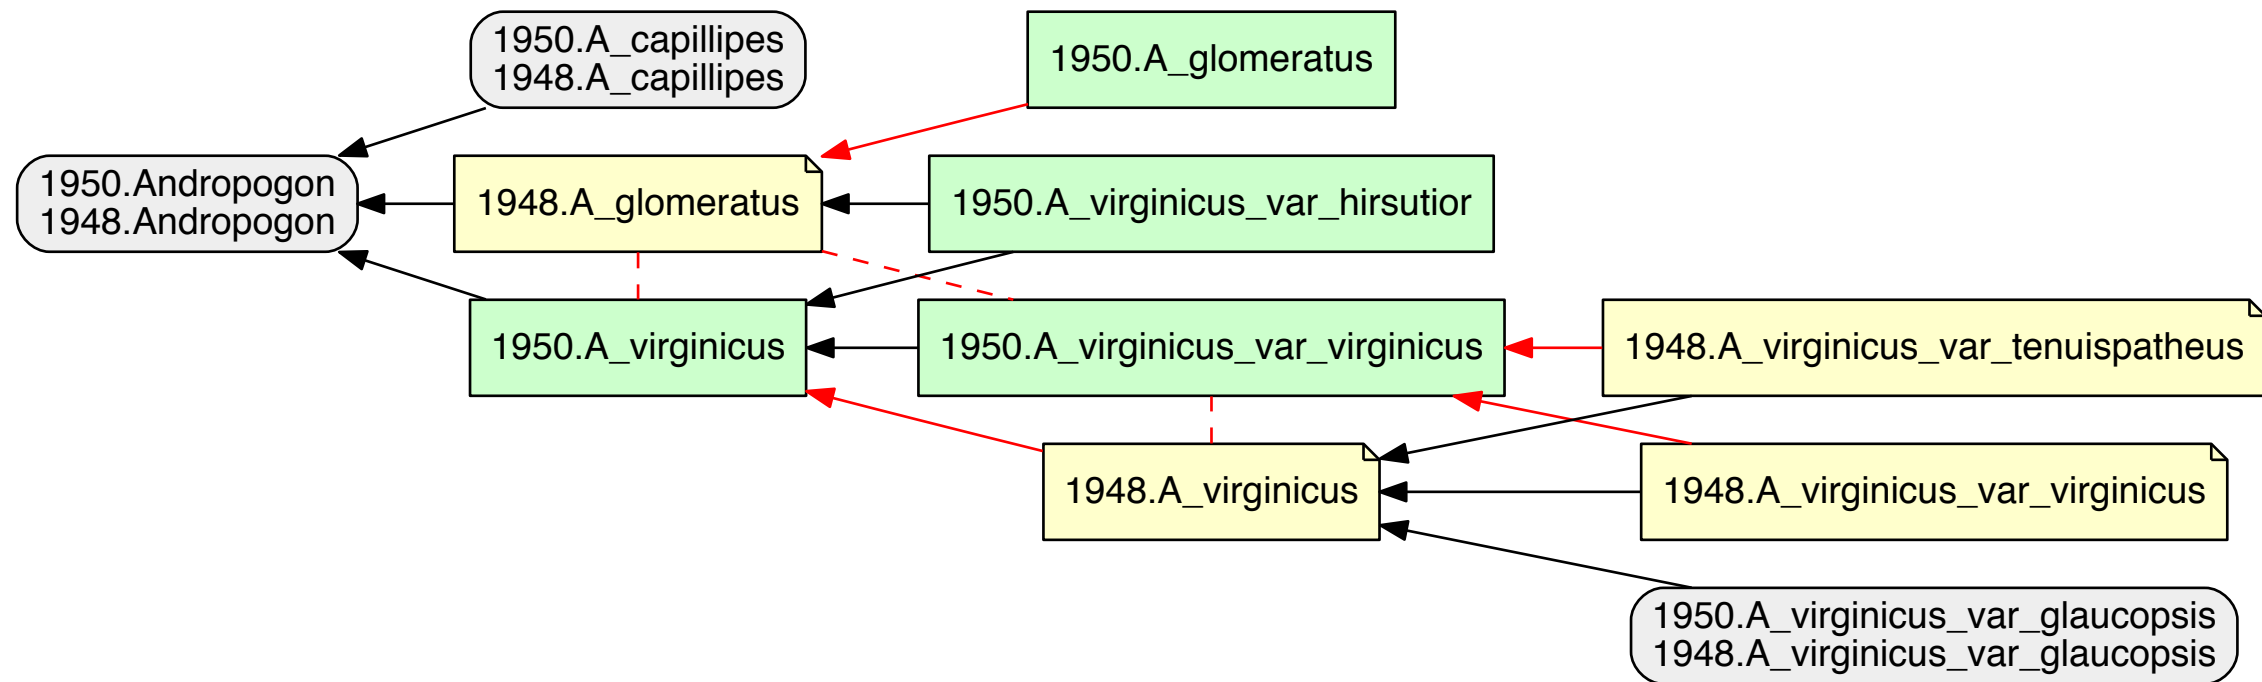 1950.A_capillipes
1948.A_capillipes
1950.A_glomeratus
1950.Andropogon
1948.Andropogon
1948.A_glomeratus
1950.A_virginicus_var_hirsutior
1950.A_virginicus
1950.A_virginicus_var_virginicus
1948.A_virginicus_var_tenuispatheus
1948.A_virginicus
1948.A_virginicus_var_virginicus
1950.A_virginicus_var_glaucopsis
1948.A_virginicus_var_glaucopsis